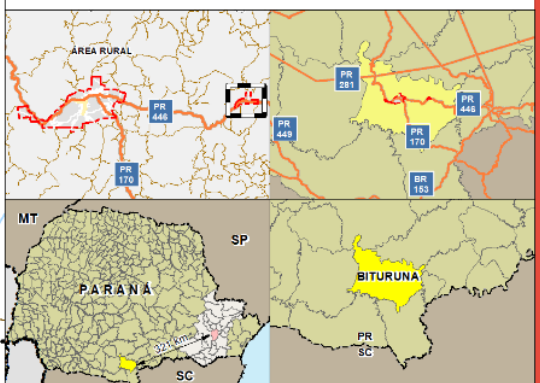 ÁREA RURAL
PR
446
PR
170
PR
281
PR
446
PR
449
PR
170
BR
153
MT
SP
PARANÁ
321 km
SC
BITURUNA
PR
SC